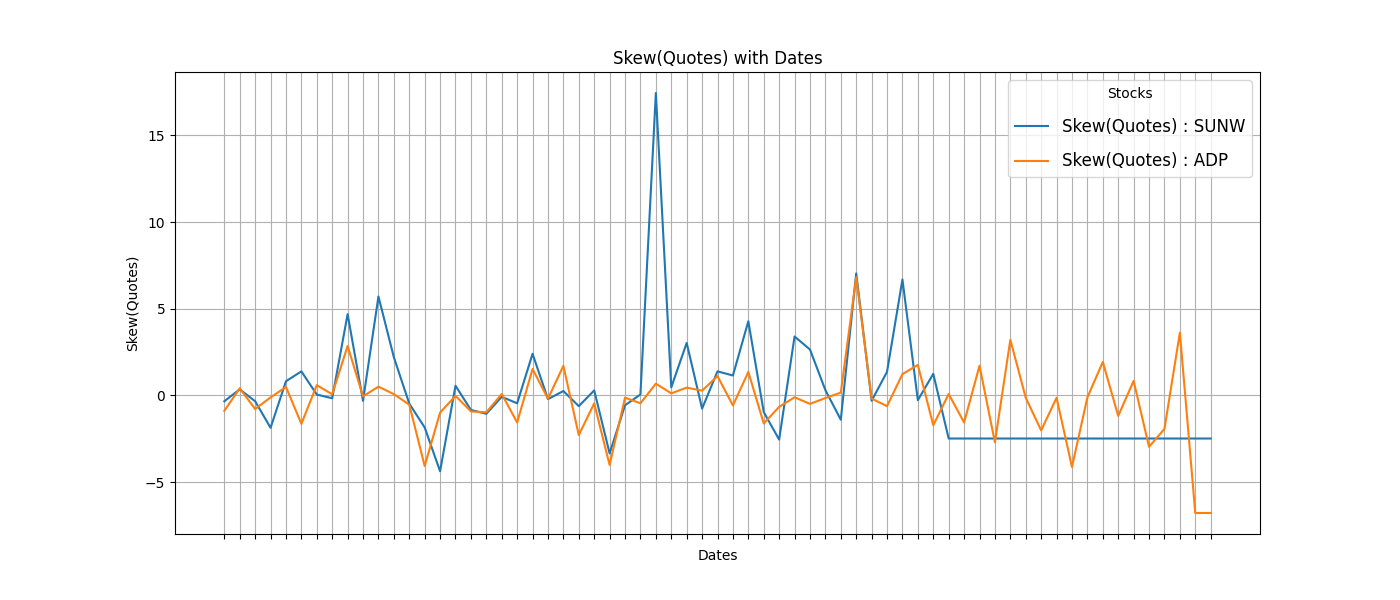 Skew(Quotes) with Dates
Stocks
Skew(Quotes) : SUNW
Skew(Quotes) : ADP
15
10
5
0
−5
Skew(Quotes)
Dates